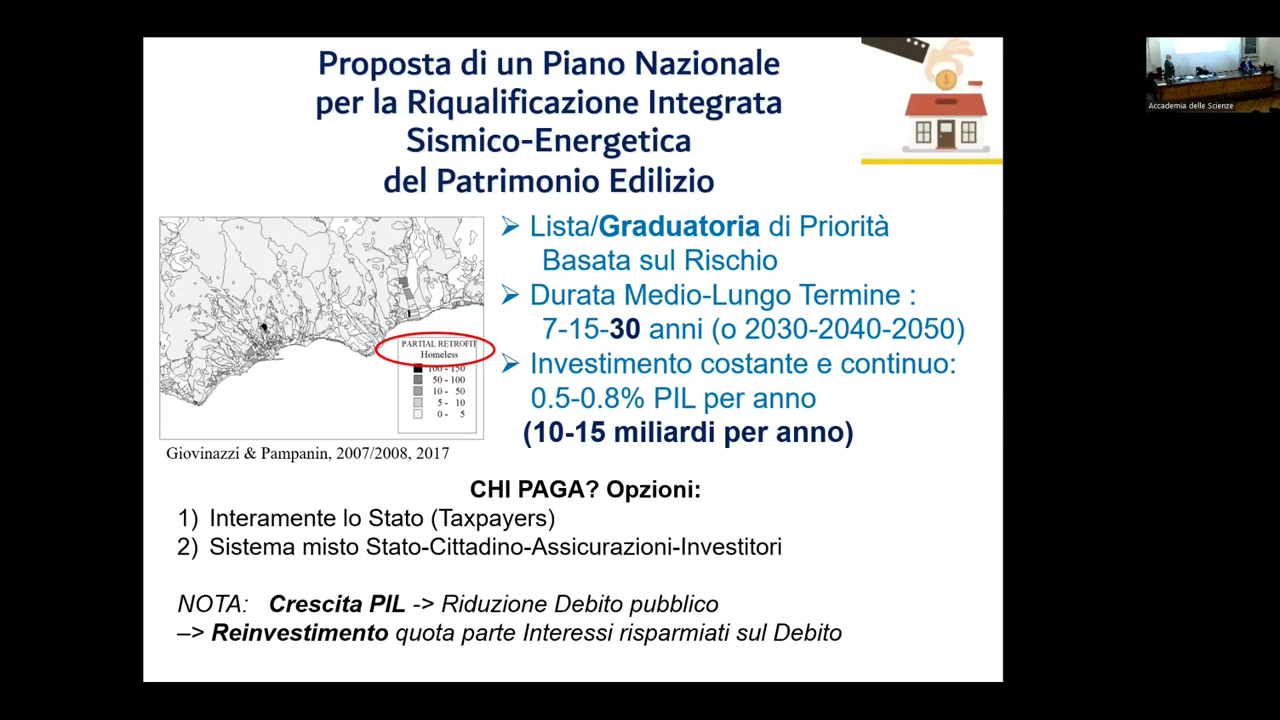 Proposta di un Piano Nazionale
per la Riqualificazione Integrata
Sismico-Energetica
del Patrimonio Edilizio
Accademia delle Scienze
➢ Lista/Graduatoria di Priorità
Basata sul Rischio
➢ Durata Medio-Lungo Termine :
7-15-30 anni (o 2030-2040-2050)
➢ Investimento costante e continuo:
0.5-0.8% PIL per anno
(10-15 miliardi per anno)
PARTIAL RETROFIT
Homeless
100 - 150
50 - 100
10 - 50
5 - 10
0 - 5
Giovinazzi & Pampanin, 2007/2008, 2017
CHI PAGA? Opzioni:
1) Interamente lo Stato (Taxpayers)
2) Sistema misto Stato-Cittadino-Assicurazioni-Investitori
NOTA: Crescita PIL -> Riduzione Debito pubblico
–> Reinvestimento quota parte Interessi risparmiati sul Debito